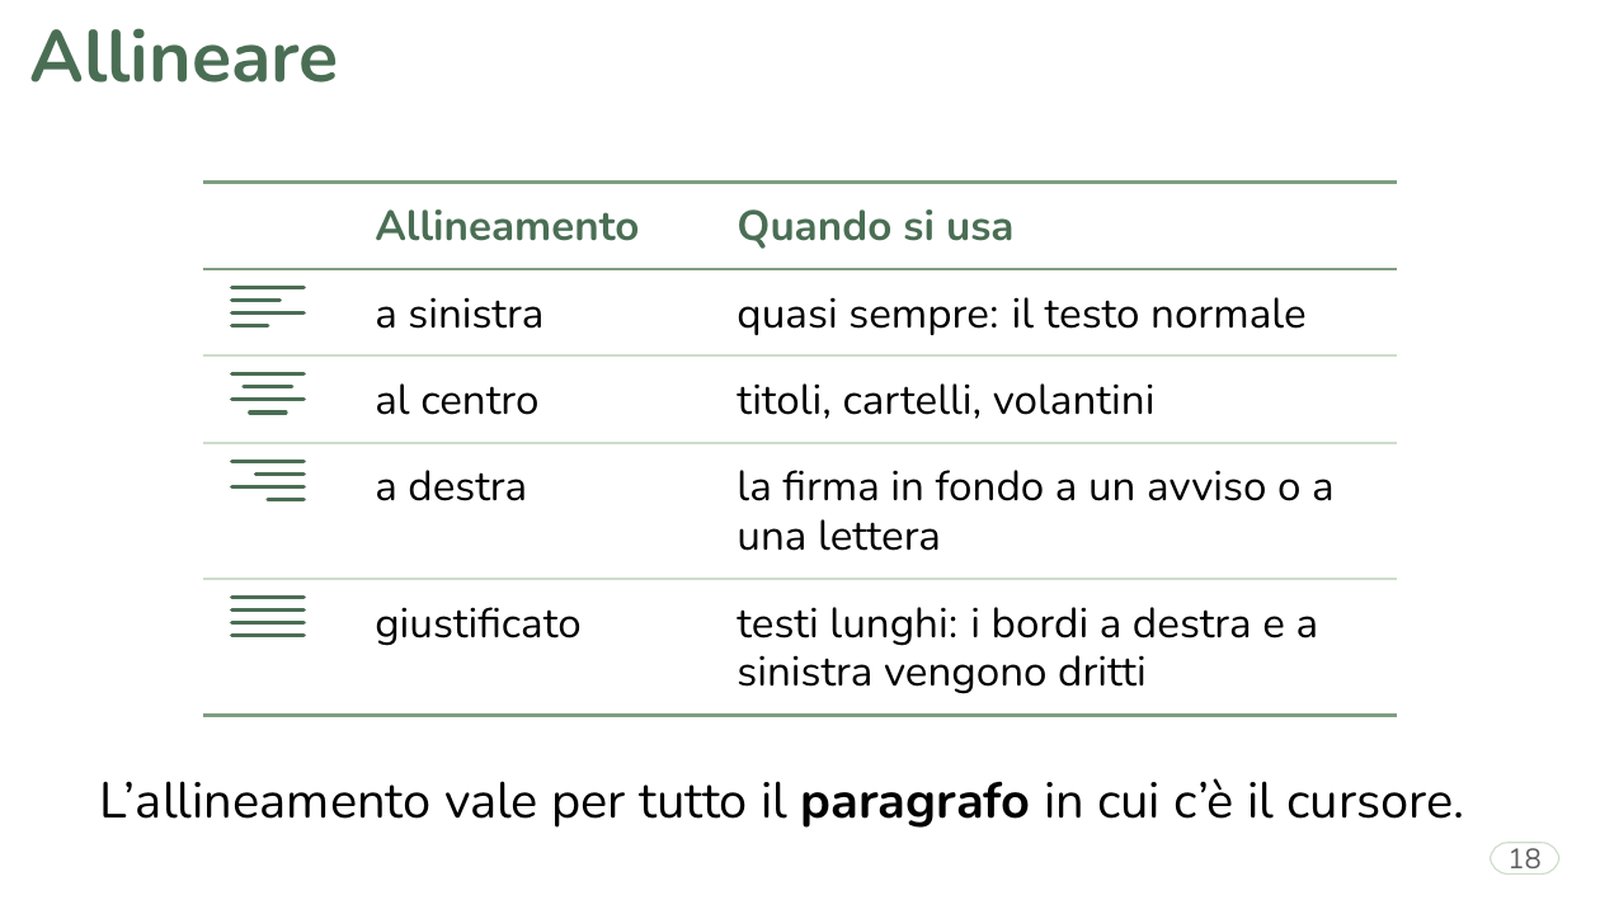 Allineare
Allineamento Quando si usa
a sinistra quasi sempre: il testo normale
al centro titoli, cartelli, volantini
a destra la firma in fondo a un avviso o a
una lettera
giustificato testi lunghi: i bordi a destra e a
sinistra vengono dritti
L’allineamento vale per tutto il paragrafo in cui c’è il cursore.
18